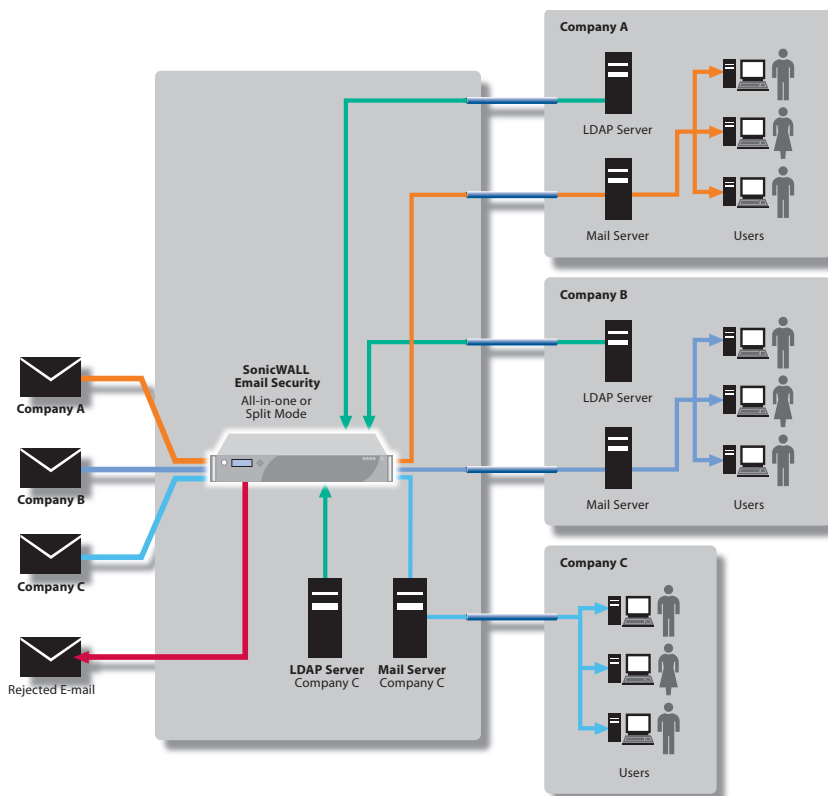 Company A
LDAP Server
Mail Server
Users
Company B
LDAP Server
Mail Server
Users
SonicWALL
Email Security
All-in-one or
Split Mode
Company A
Company B
Company C
Rejected E-mail
LDAP Server
Company C
Mail Server
Company C
Company C
Users